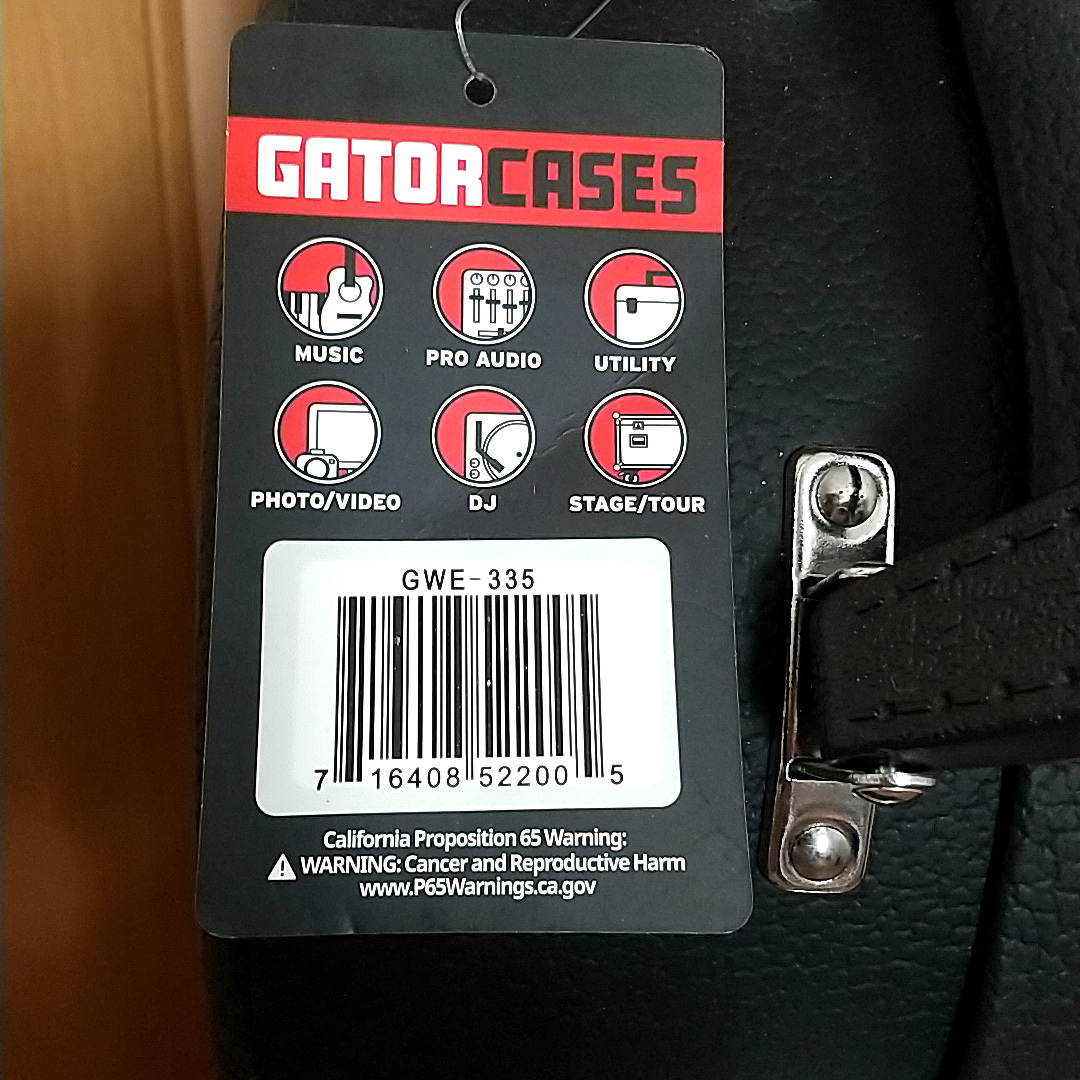 GATORCASES
MUSIC PRO AUDIO UTILITY
PHOTO/VIDEO DJ STAGE/TOUR
GWE-335
7 16408 52200 5
California Proposition 65 Warning:
WARNING: Cancer and Reproductive Harm
www.P65Warnings.ca.gov